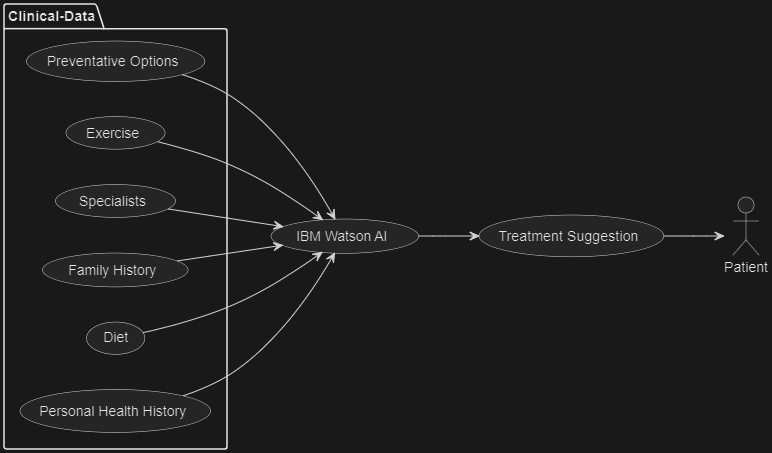 Clinical-Data
Preventative Options
Exercise
Specialists
Family History
Diet
Personal Health History
IBM Watson AI
Treatment Suggestion
Patient